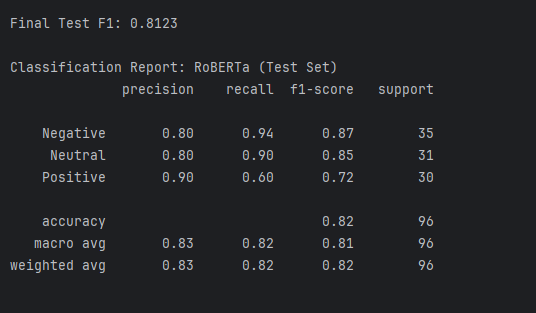 Final Test F1: 0.8123
Classification Report: RoBERTa (Test Set)
precision recall f1-score support
Negative 0.80 0.94 0.87 35
Neutral 0.80 0.90 0.85 31
Positive 0.90 0.60 0.72 30
accuracy 0.82 96
macro avg 0.83 0.82 0.81 96
weighted avg 0.83 0.82 0.82 96